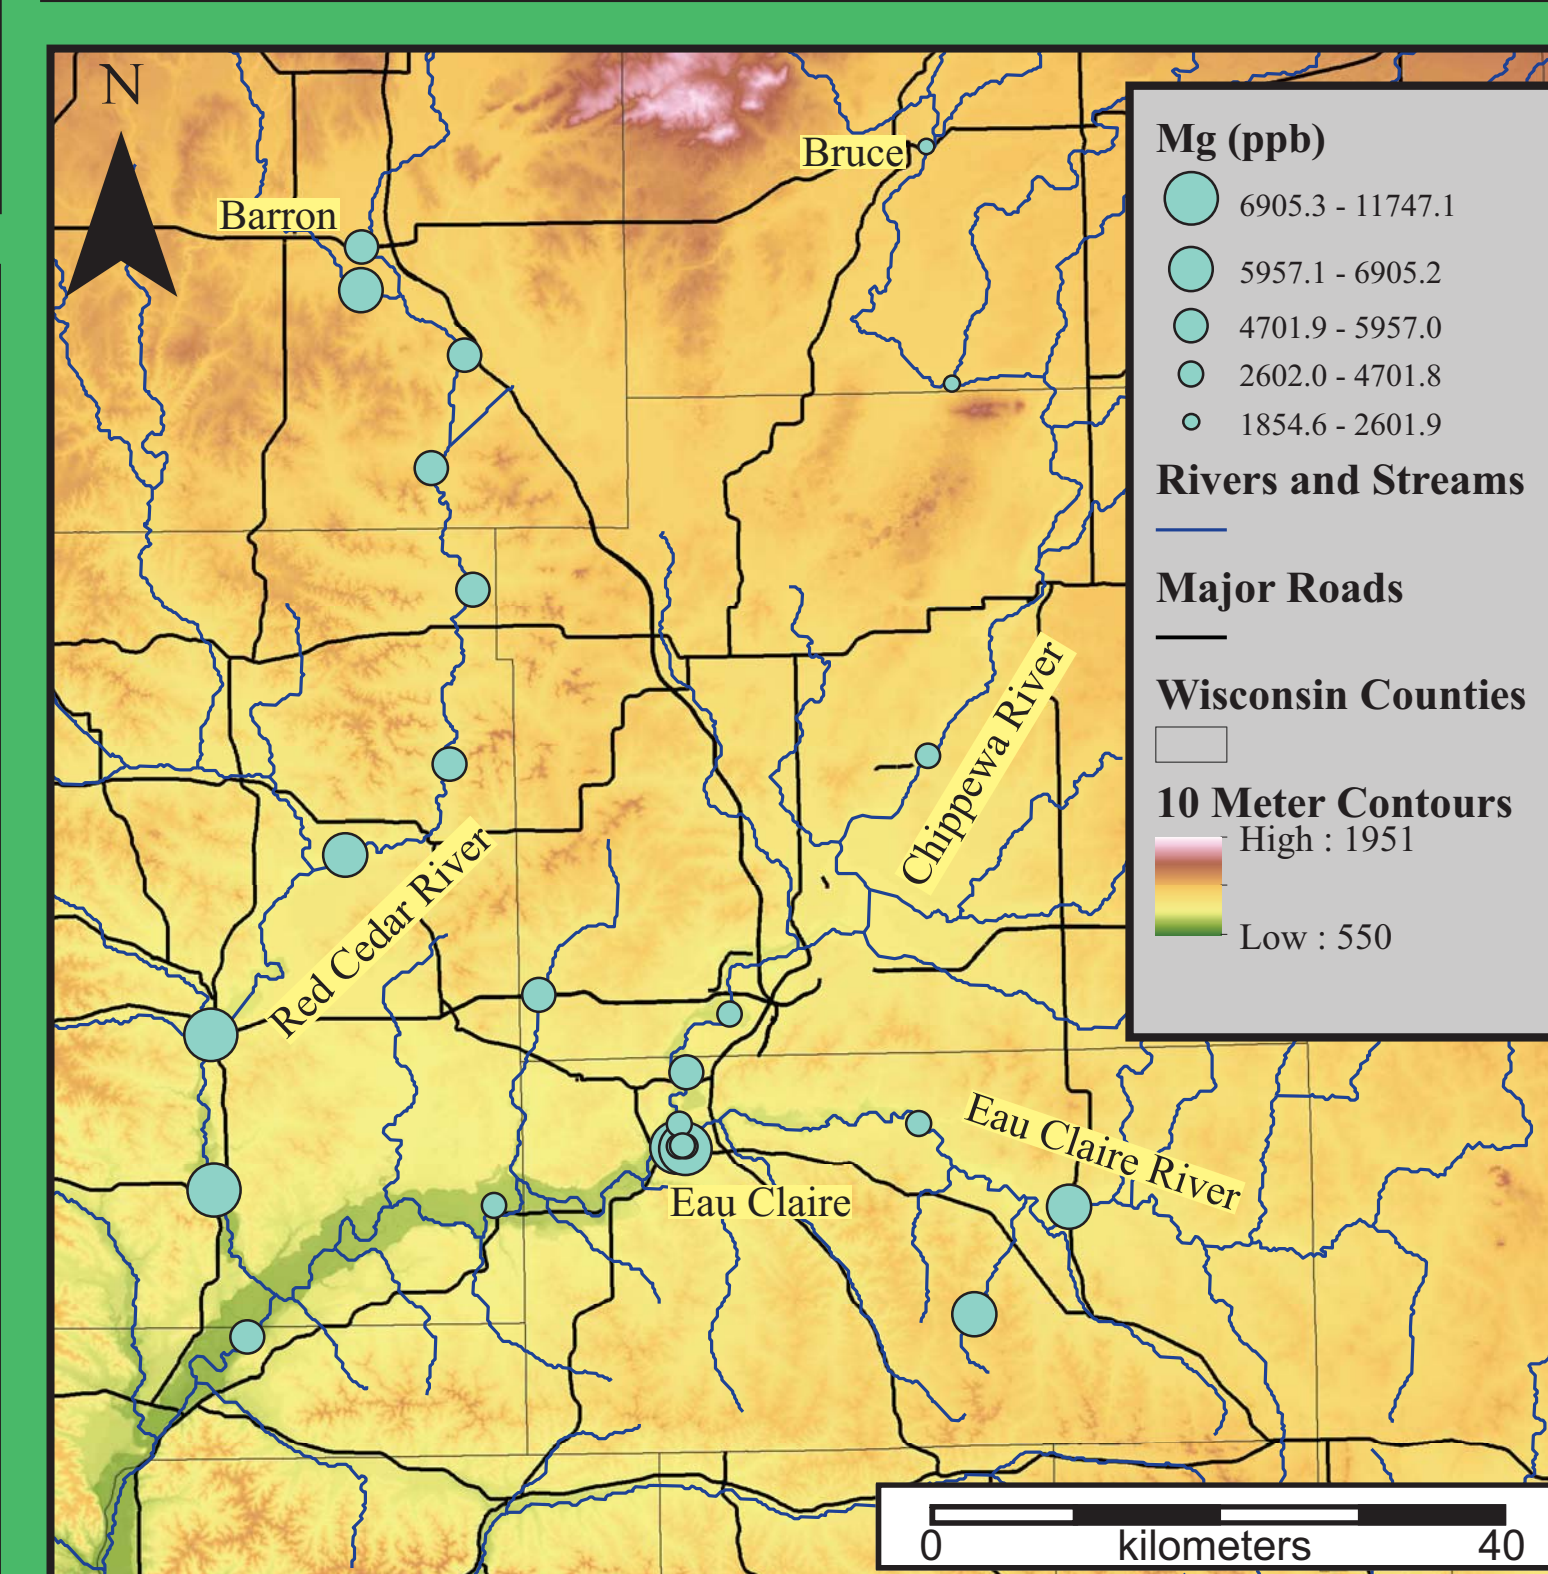 N
Bruce
Barron
Mg (ppb)
6905.3 - 11747.1
5957.1 - 6905.2
4701.9 - 5957.0
2602.0 - 4701.8
1854.6 - 2601.9
Rivers and Streams
Major Roads
Wisconsin Counties
10 Meter Contours
High : 1951
Low : 550
Chippewa River
Red Cedar River
Eau Claire River
Eau Claire
0 kilometers 40